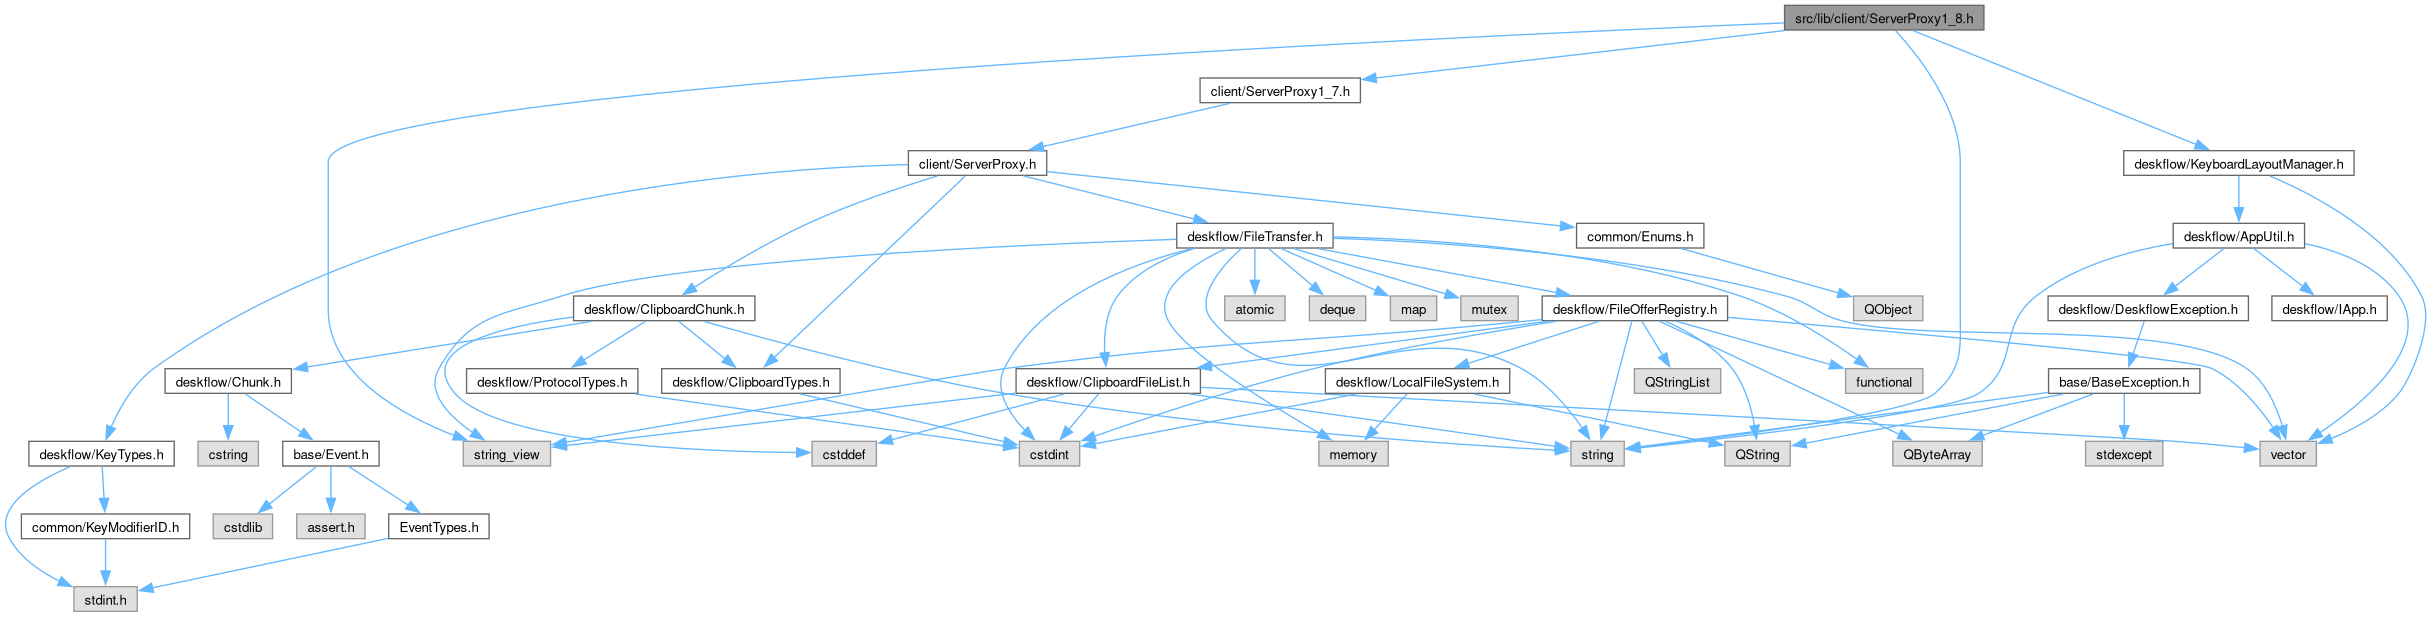 src/lib/client/ServerProxy1_8.h
client/ServerProxy1_7.h
client/ServerProxy.h
deskflow/KeyboardLayoutManager.h
deskflow/FileTransfer.h
common/Enums.h
deskflow/AppUtil.h
deskflow/ClipboardChunk.h
atomic
deque
map
mutex
deskflow/FileOfferRegistry.h
QObject
deskflow/DeskflowException.h
deskflow/IApp.h
deskflow/Chunk.h
deskflow/ProtocolTypes.h
deskflow/ClipboardTypes.h
deskflow/ClipboardFileList.h
deskflow/LocalFileSystem.h
QStringList
functional
base/BaseException.h
deskflow/KeyTypes.h
cstring
base/Event.h
string_view
cstddef
cstdint
memory
string
QString
QByteArray
stdexcept
vector
common/KeyModifierID.h
cstdlib
assert.h
EventTypes.h
stdint.h